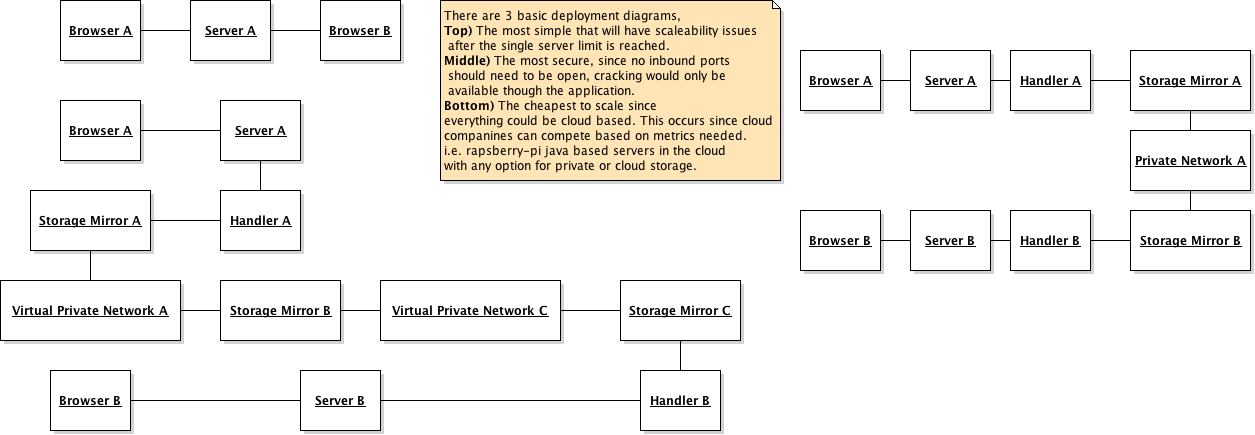 Browser A
Server A
Browser B
There are 3 basic deployment diagrams,
Top) The most simple that will have scaleability issues
after the single server limit is reached.
Middle) The most secure, since no inbound ports
should need to be open, cracking would only be
available though the application.
Bottom) The cheapest to scale since
everything could be cloud based. This occurs since cloud
companines can compete based on metrics needed.
i.e. rapsberry-pi java based servers in the cloud
with any option for private or cloud storage.
Browser A
Server A
Handler A
Storage Mirror A
Private Network A
Browser B
Server B
Handler B
Storage Mirror B
Browser A
Server A
Storage Mirror A
Handler A
Virtual Private Network A
Storage Mirror B
Virtual Private Network C
Storage Mirror C
Browser B
Server B
Handler B